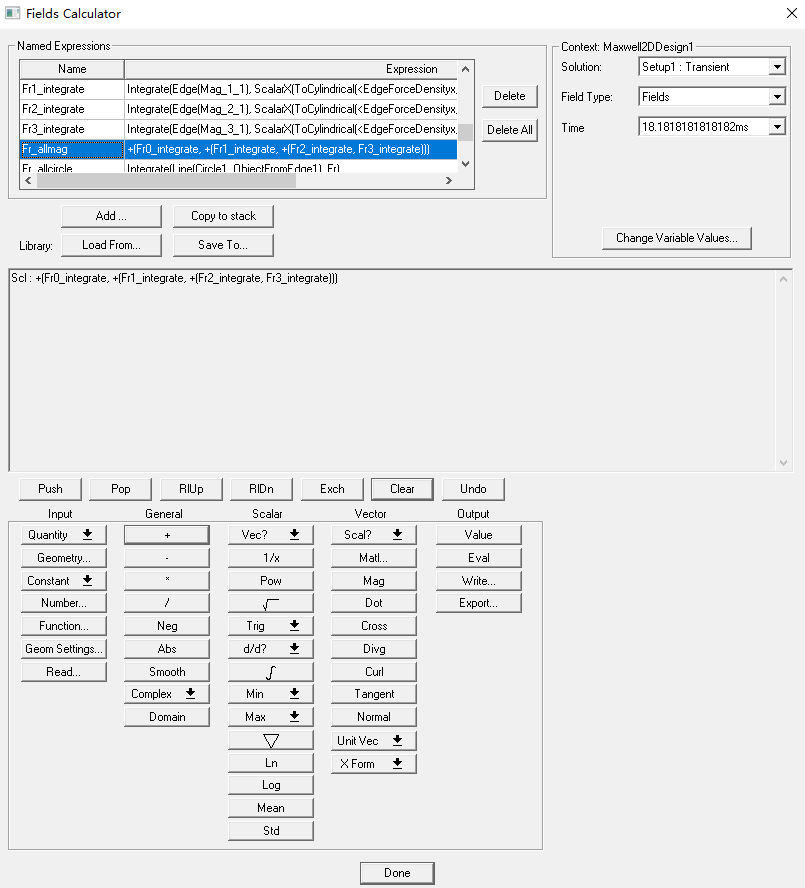 Fields Calculator
Named Expressions
Name Expression
Fr1_integrate Integrate(Edge(Mag_1_1), ScalarX(ToCylindrical(<EdgeForceDensityx,
Fr2_integrate Integrate(Edge(Mag_2_1), ScalarX(ToCylindrical(<EdgeForceDensityx,
Fr3_integrate Integrate(Edge(Mag_3_1), ScalarX(ToCylindrical(<EdgeForceDensityx,
Fr_allmag +(Fr0_integrate, +(Fr1_integrate, +(Fr2_integrate, Fr3_integrate)))
Fr_allcircle Integrate(Line(Circle1_ObjectFromEdge1), Fr)
Delete
Delete All
Context: Maxwell2DDesign1
Solution: Setup1 : Transient
Field Type: Fields
Time 18.1818181818182ms
Change Variable Values...
Add ... Copy to stack
Library: Load From... Save To...
Scl : +(Fr0_integrate, +(Fr1_integrate, +(Fr2_integrate, Fr3_integrate)))
Push Pop RlUp RlDn Exch Clear Undo
Input General Scalar Vector Output
Quantity + Vec? Scal? Value
Geometry... - 1/x Matl... Eval
Constant * Pow Mag Write...
Number... / √ Dot Export...
Function... Neg Trig Cross
Geom Settings... Abs d/d? Divg
Read... Smooth ∫ Curl
Complex Min Tangent
Domain Max Normal
▽ Unit Vec
Ln X Form
Log
Mean
Std
Done